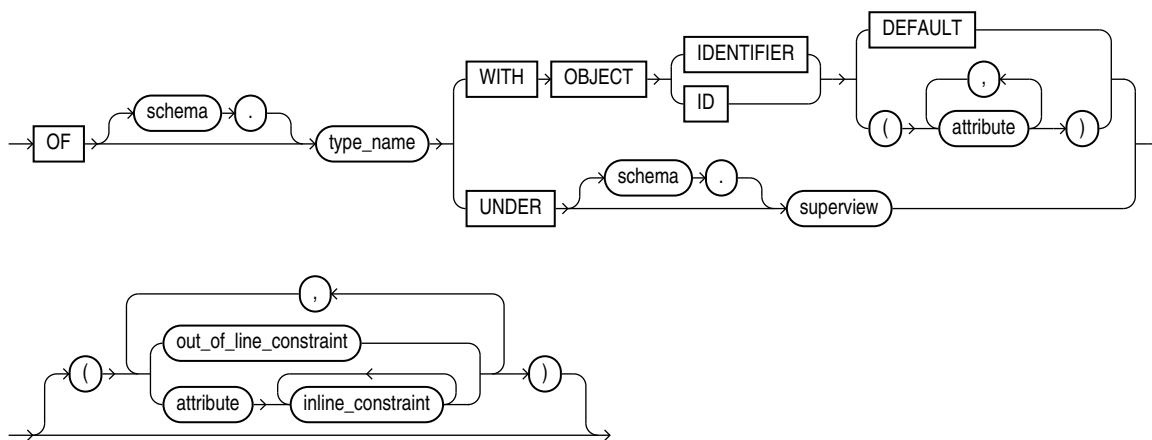 OF
schema
.
type_name
WITH
OBJECT
IDENTIFIER
ID
DEFAULT
(
,
attribute
)
UNDER
schema
.
superview
(
,
out_of_line_constraint
attribute
inline_constraint
)